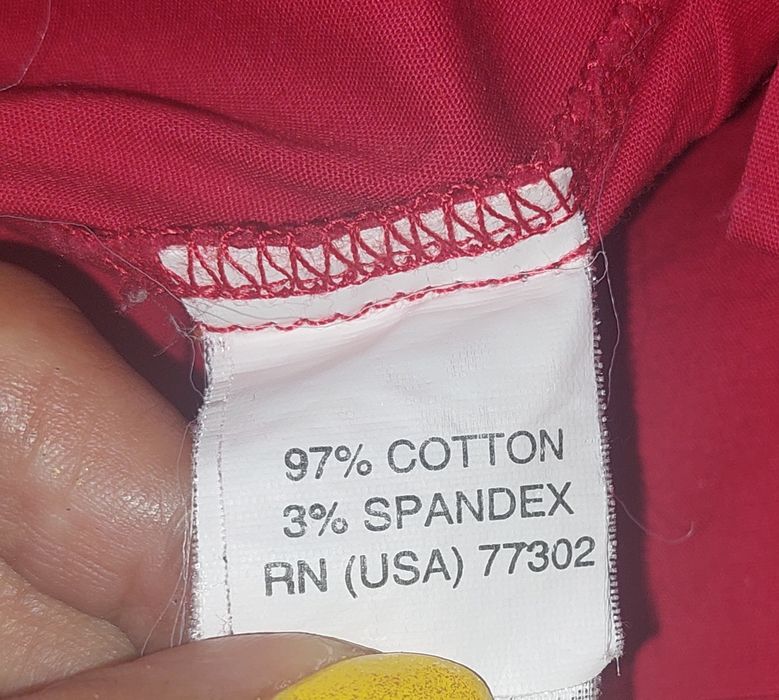 97% COTTON
3% SPANDEX
RN (USA) 77302